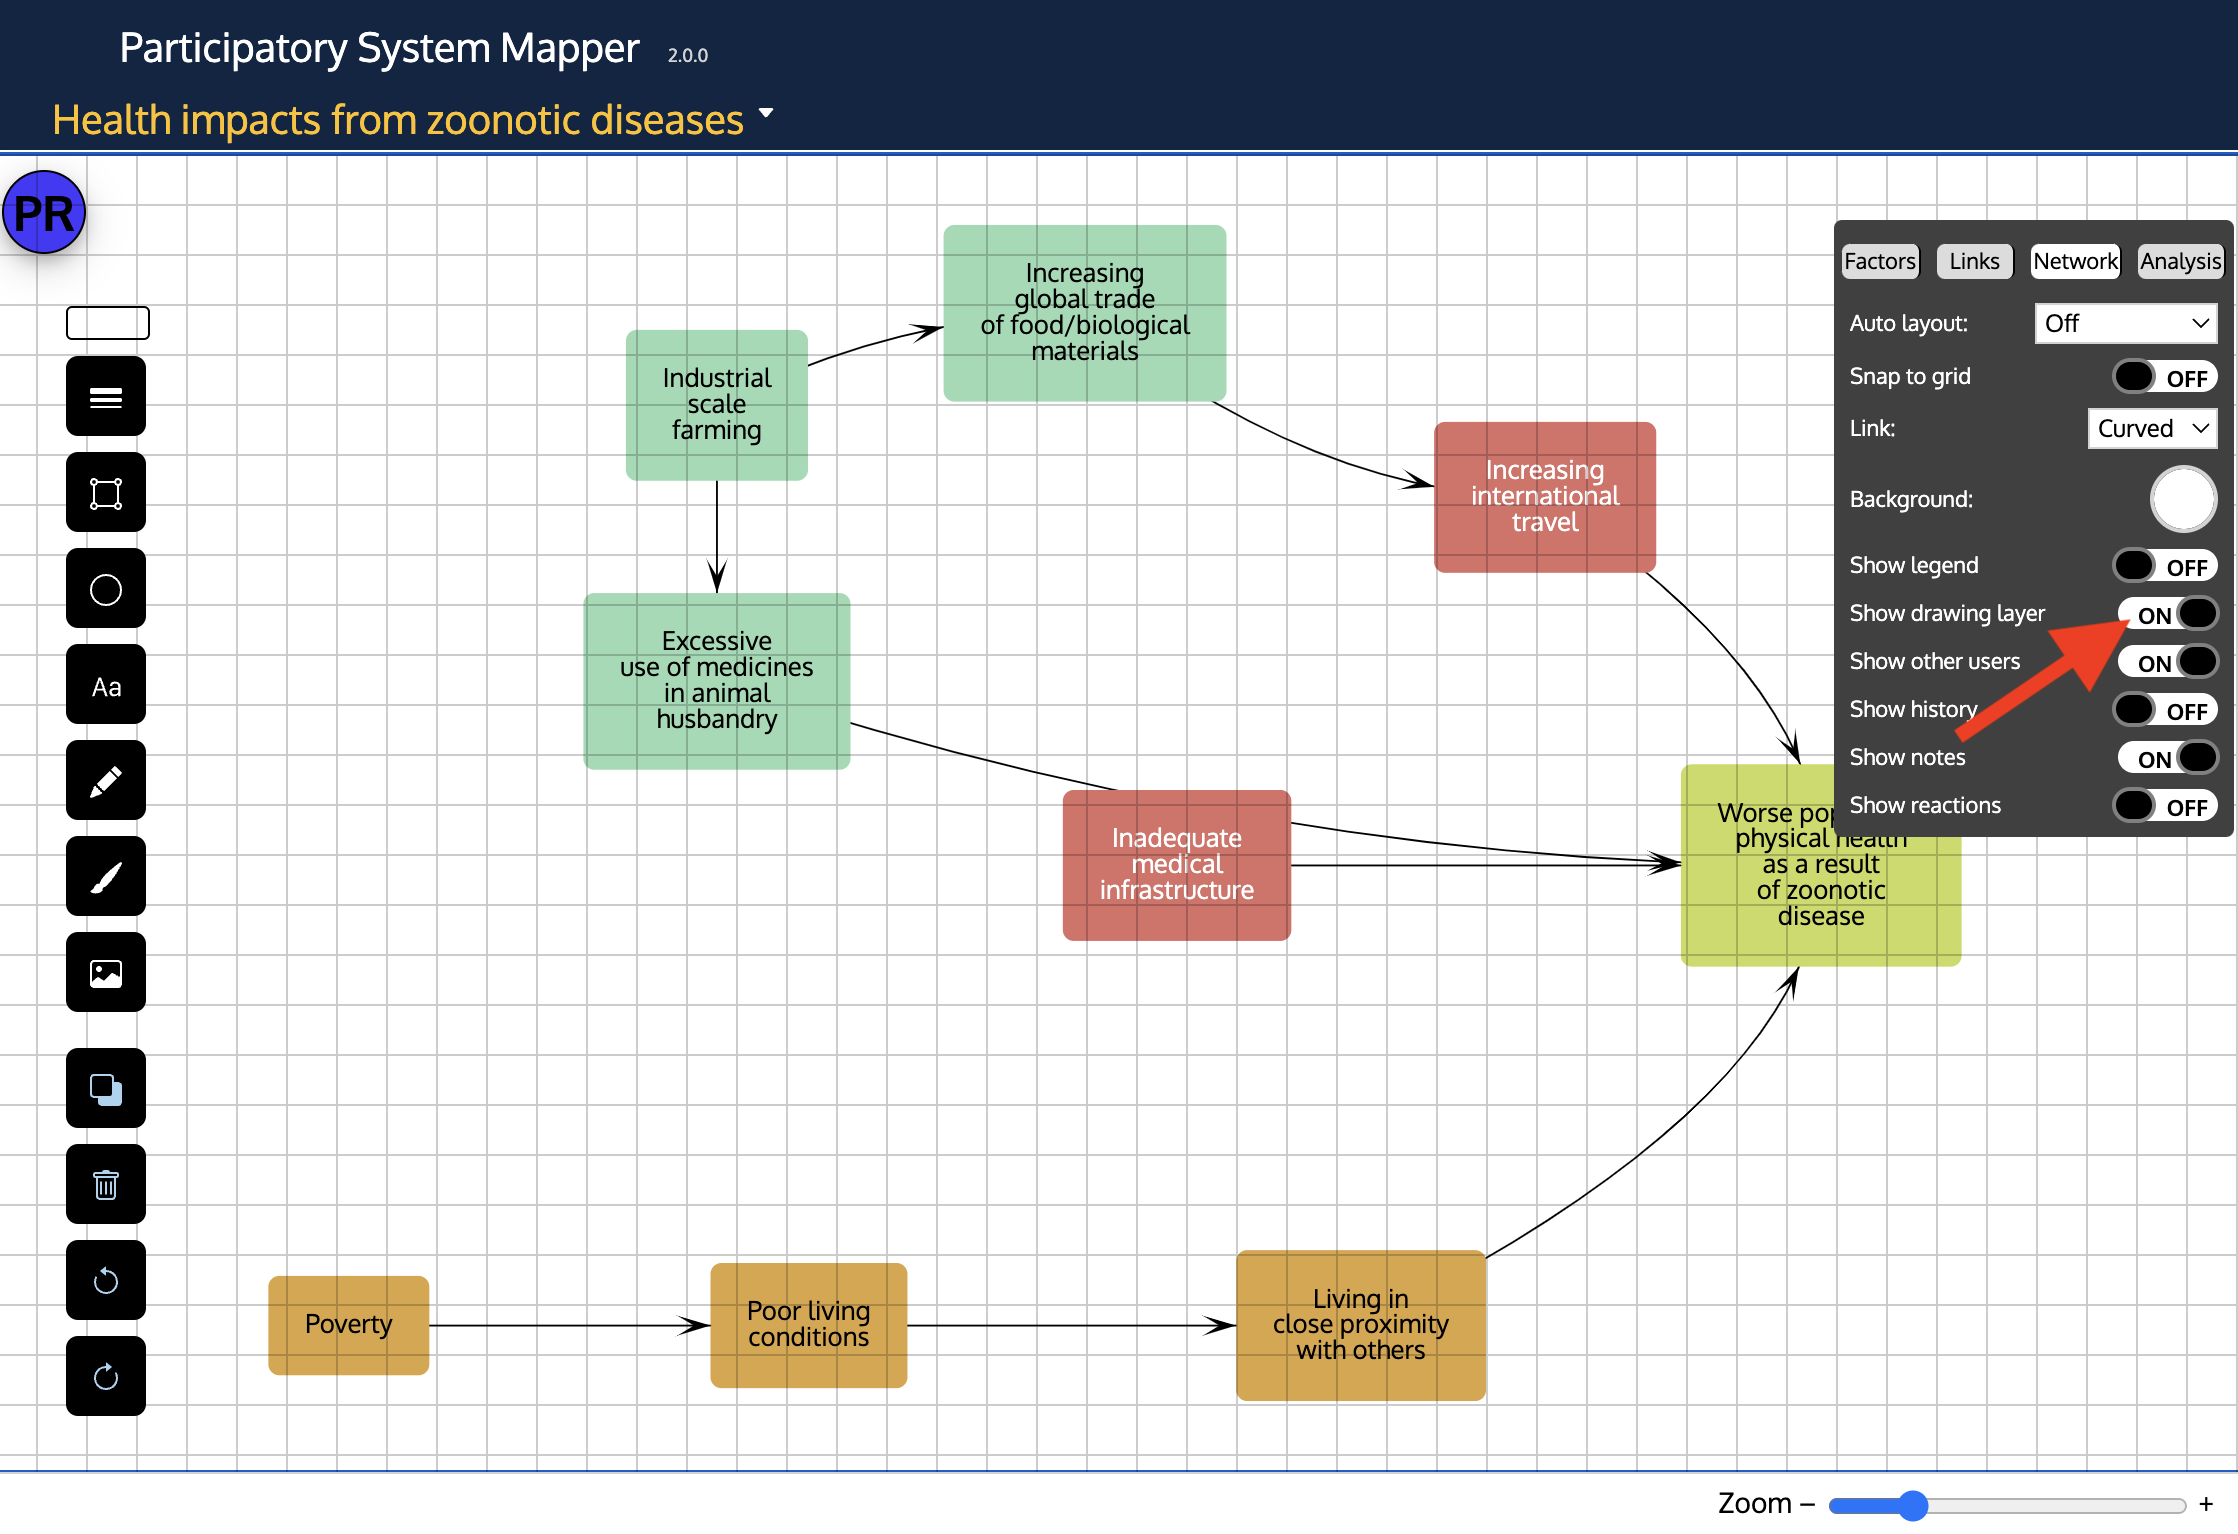 Participatory System Mapper 2.0.0
Health impacts from zoonotic diseases
PR
Aa
Increasing
global trade
of food/biological
materials
Industrial
scale
farming
Increasing
international
travel
Excessive
use of medicines
in animal
husbandry
Inadequate
medical
infrastructure
Worse
physical health
as a result
of zoonotic
disease
Poverty
Poor living
conditions
Living in
close proximity
with others
Factors Links Network Analysis
Auto layout: Off
Snap to grid OFF
Link: Curved
Background:
Show legend OFF
Show drawing layer ON
Show other users ON
Show history OFF
Show notes ON
Show reactions OFF
Zoom − +